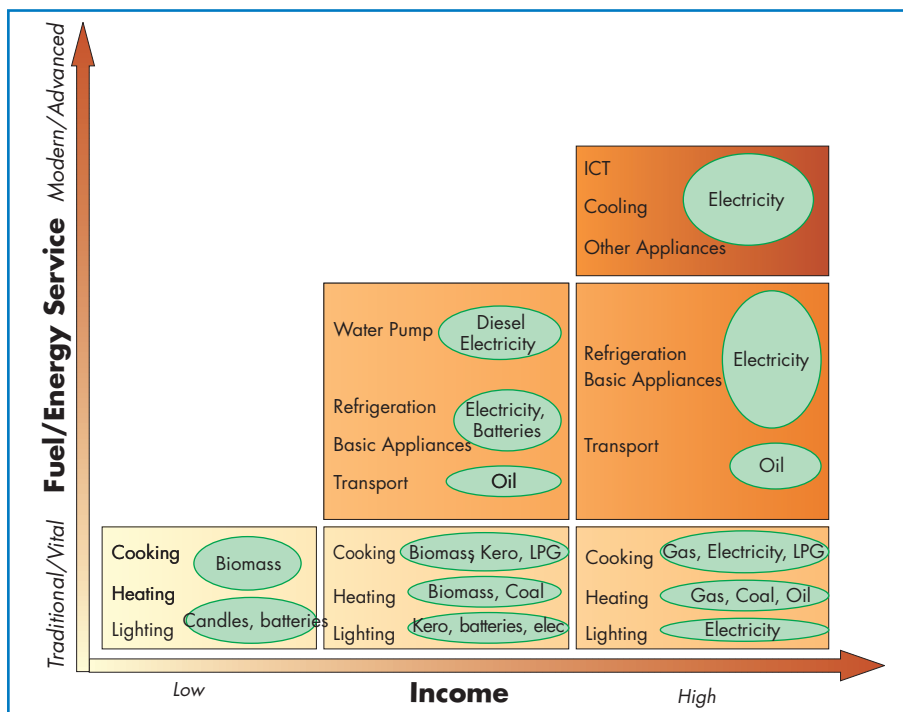 Fuel/Energy Service
Traditional/Vital
Modern/Advanced
ICT
Cooling
Other Appliances
Electricity
Water Pump
Diesel
Electricity
Refrigeration
Basic Appliances
Electricity,
Batteries
Transport
Oil
Refrigeration
Basic Appliances
Electricity
Transport
Oil
Cooking
Heating
Biomass
Lighting
Candles, batteries
Cooking
Biomass, Kero, LPG
Heating
Biomass, Coal
Lighting
Kero, batteries, elec
Cooking
Gas, Electricity, LPG
Heating
Gas, Coal, Oil
Lighting
Electricity
Low
Income
High